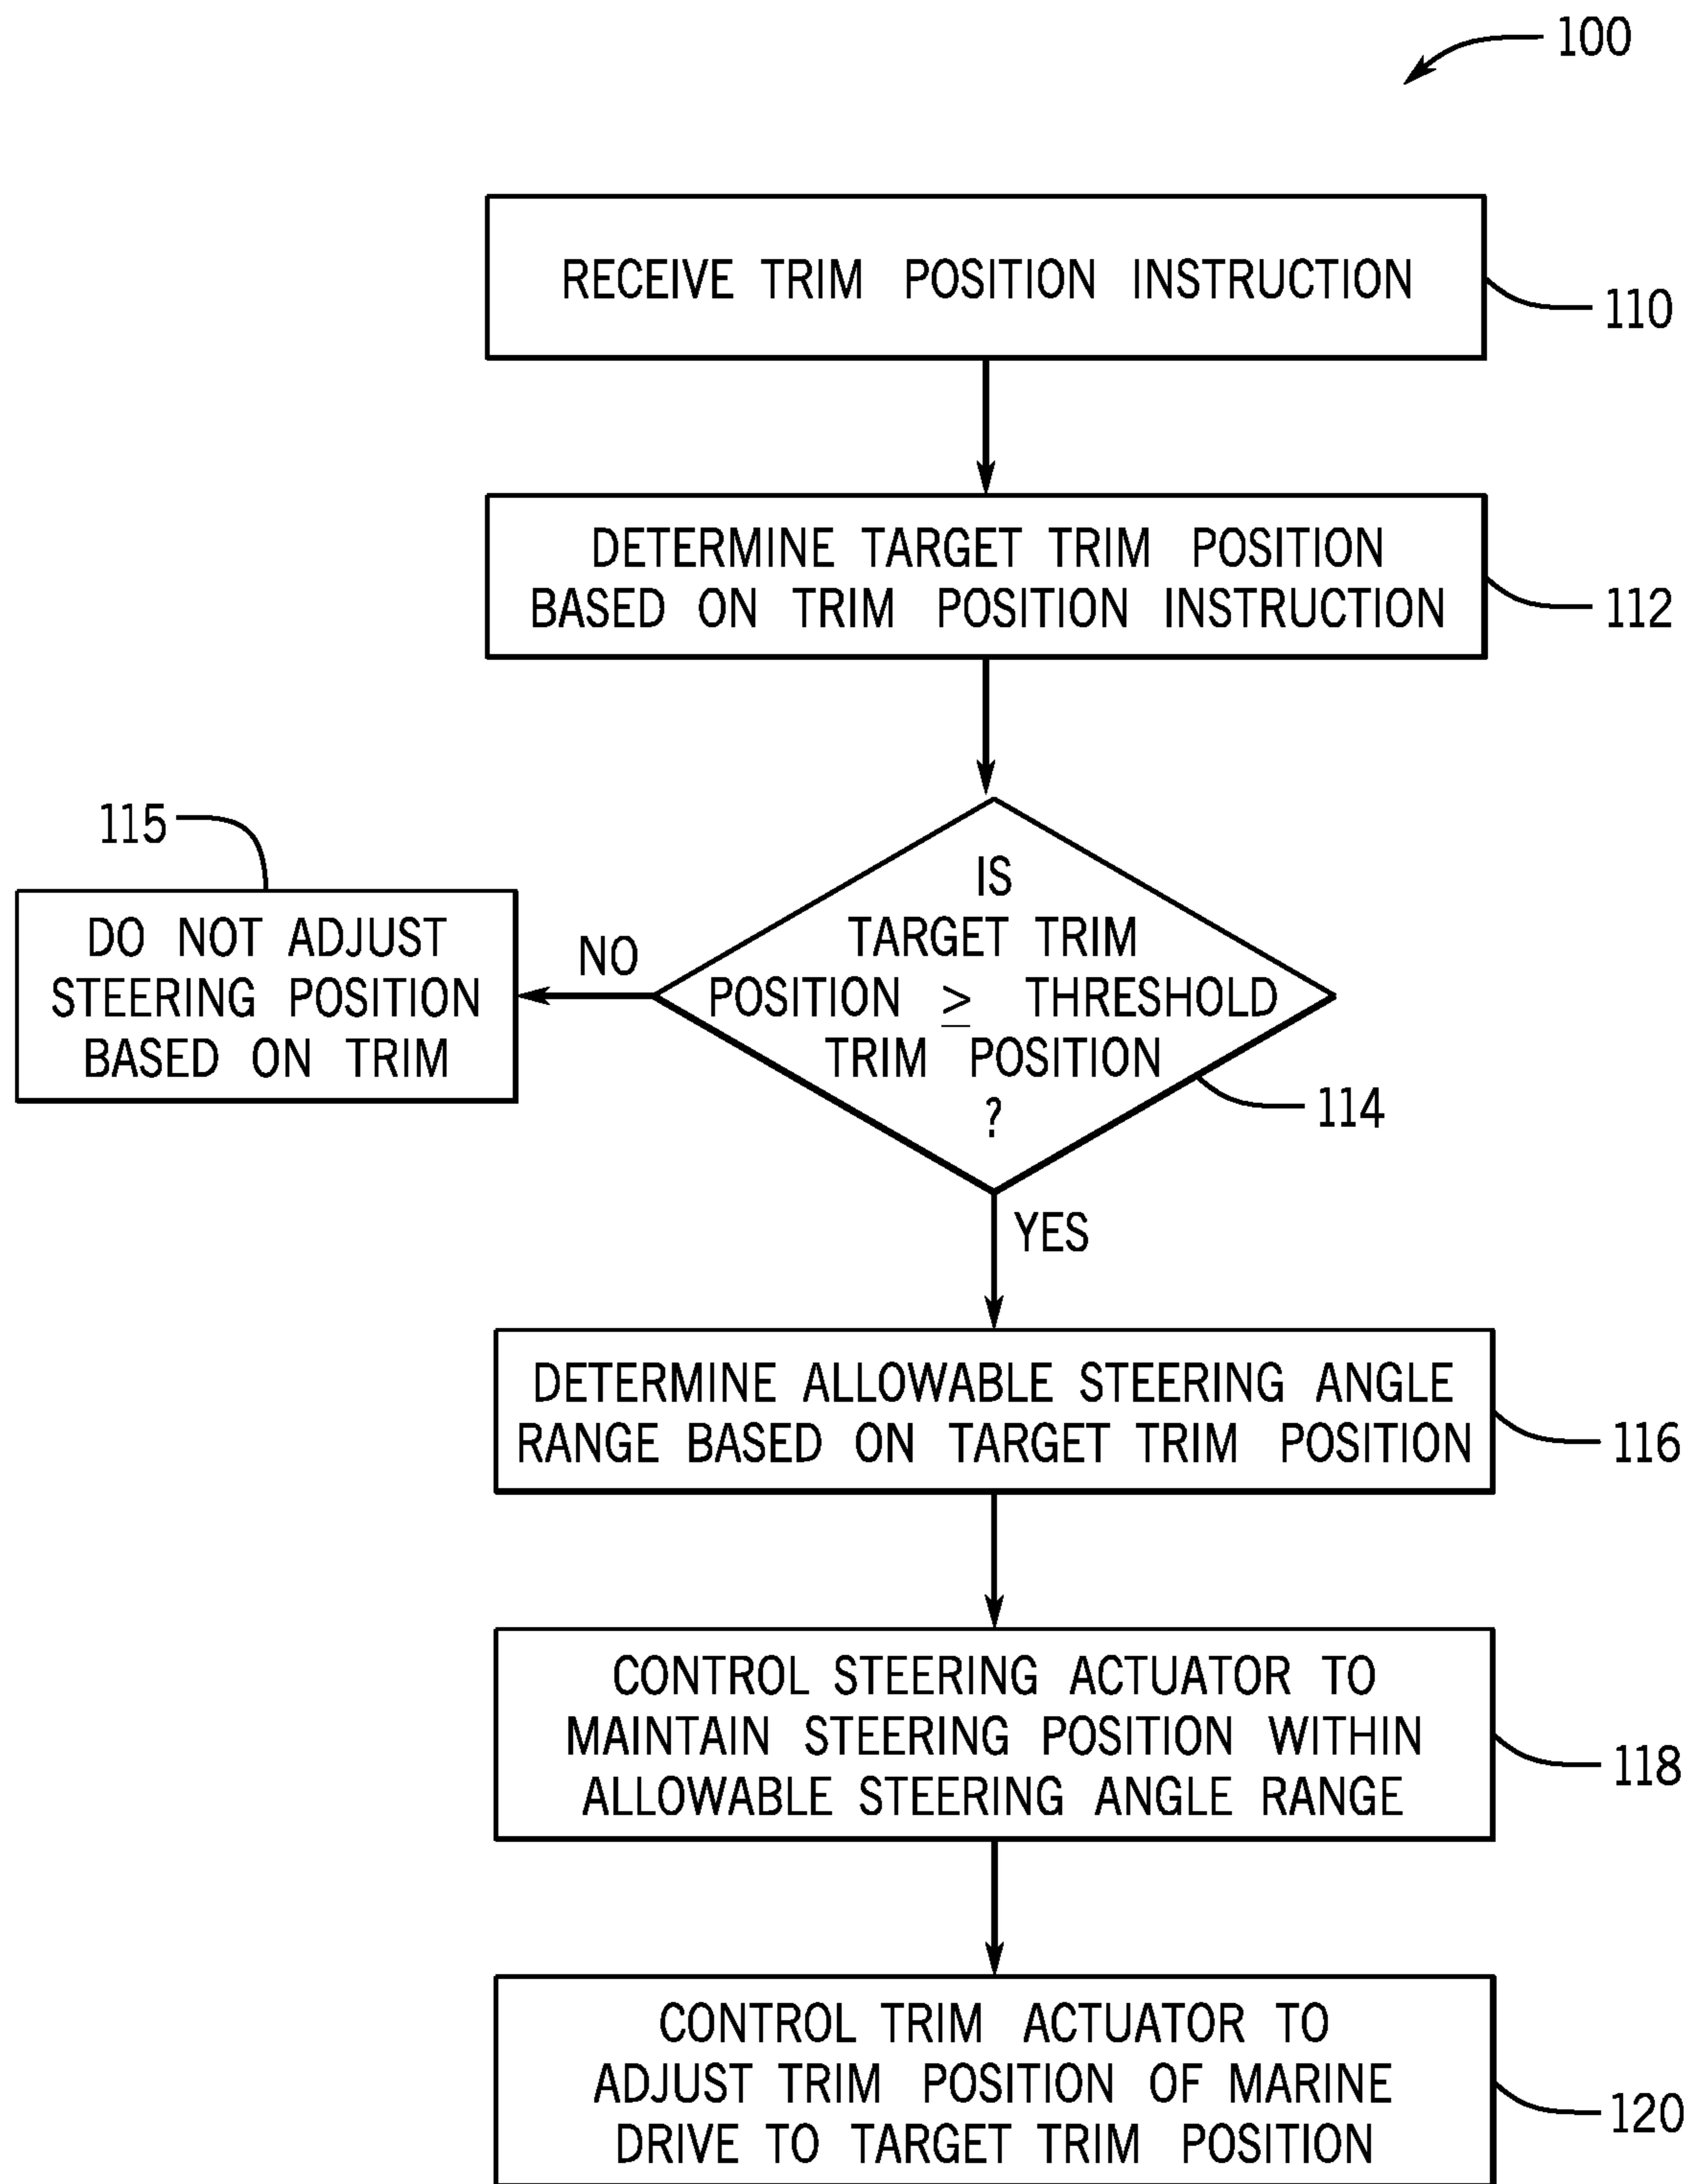 100
RECEIVE TRIM POSITION INSTRUCTION
110
DETERMINE TARGET TRIM POSITION
BASED ON TRIM POSITION INSTRUCTION
112
115
DO NOT ADJUST
STEERING POSITION
BASED ON TRIM
NO
IS
TARGET TRIM
POSITION ≥ THRESHOLD
TRIM POSITION
?
114
YES
DETERMINE ALLOWABLE STEERING ANGLE
RANGE BASED ON TARGET TRIM POSITION
116
CONTROL STEERING ACTUATOR TO
MAINTAIN STEERING POSITION WITHIN
ALLOWABLE STEERING ANGLE RANGE
118
CONTROL TRIM ACTUATOR TO
ADJUST TRIM POSITION OF MARINE
DRIVE TO TARGET TRIM POSITION
120